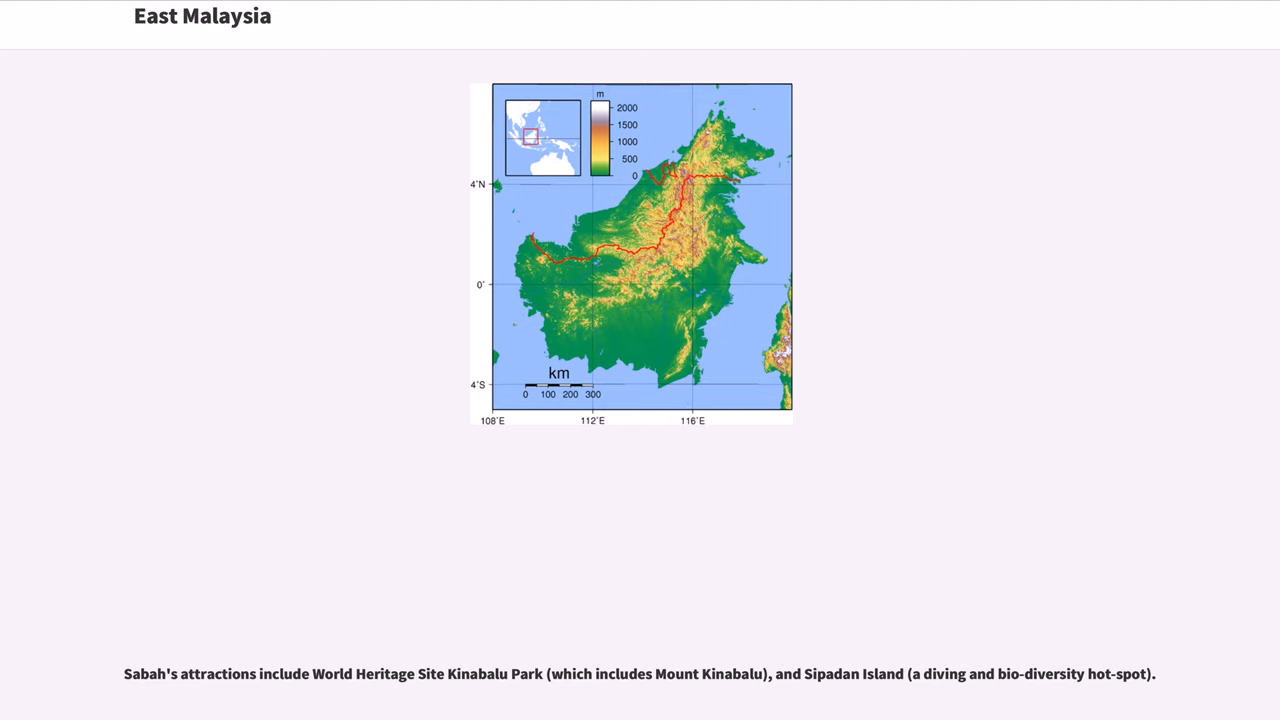 East Malaysia
m
2000
1500
1000
500
0
4˚N
0˚
4˚S
km
0 100 200 300
108˚E 112˚E 116˚E
Sabah's attractions include World Heritage Site Kinabalu Park (which includes Mount Kinabalu), and Sipadan Island (a diving and bio-diversity hot-spot).